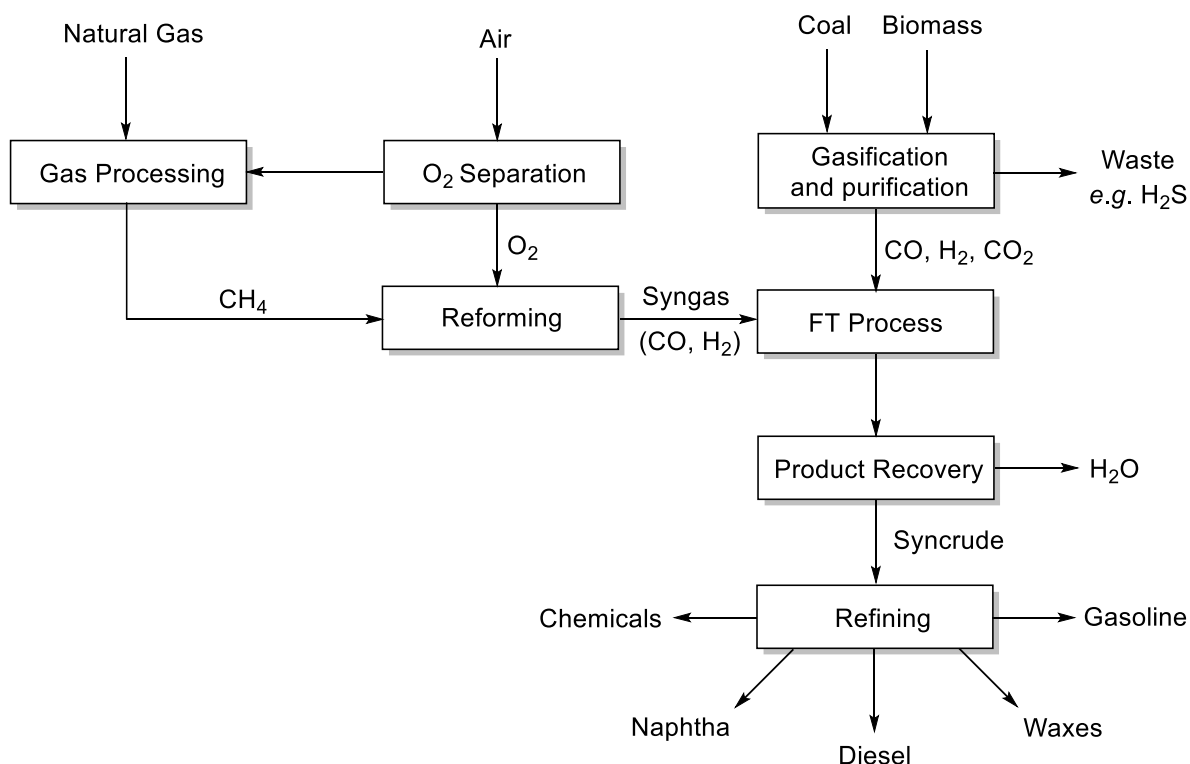 Natural Gas
Air
Coal
Biomass
Gas Processing
O₂ Separation
Gasification
and purification
Waste
e.g. H₂S
O₂
CO, H₂, CO₂
CH₄
Reforming
Syngas
(CO, H₂)
FT Process
Product Recovery
H₂O
Syncrude
Chemicals
Refining
Gasoline
Naphtha
Diesel
Waxes